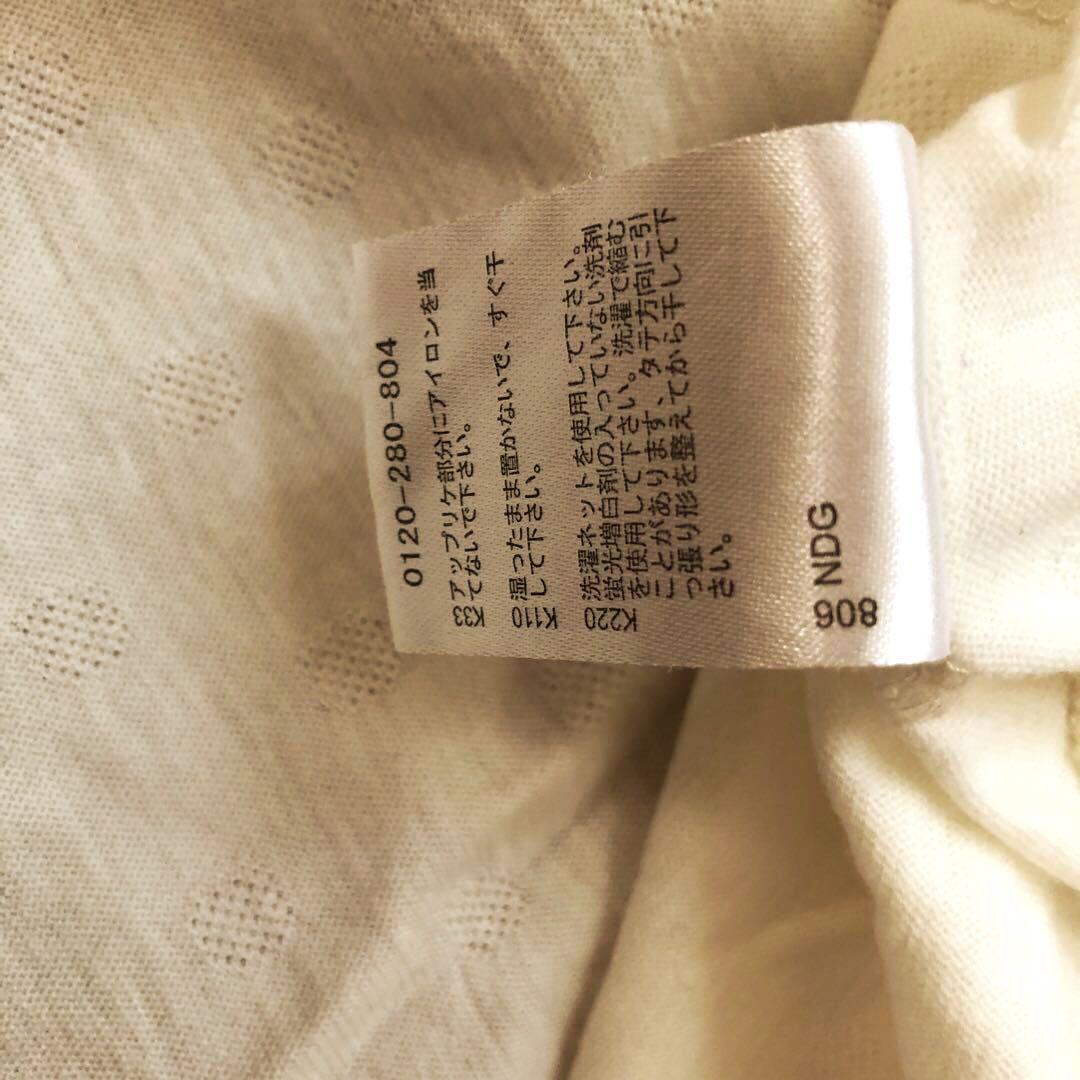 0120-280-804
K33 アップリケ部分にアイロンを当
てないで下さい。
K110 湿ったまま置かないで、すぐ干
して下さい。
K220 洗濯ネットを使用して下さい。
蛍光増白剤の入っていない洗剤
を使用して下さい。洗濯で縮む
ことがあります、タテ方向に引
っ張り形を整えてから干して下
さい。
90 NDG
808